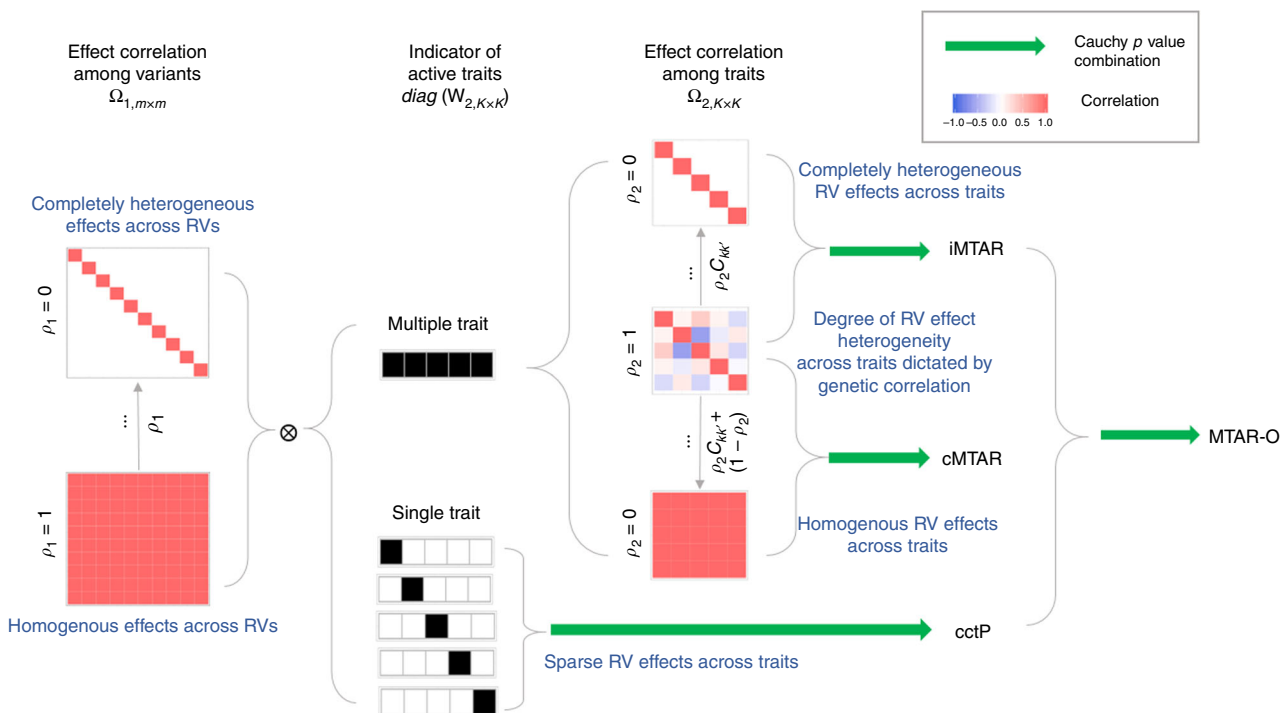 Effect correlation
among variants
Ω1,m×m
Indicator of
active traits
diag (W2,K×K)
Effect correlation
among traits
Ω2,K×K
Cauchy p value
combination
Correlation
−1.0 −0.5 0.0 0.5 1.0
Completely heterogeneous
effects across RVs
ρ1 = 0
... ρ1
ρ1 = 1
Homogenous effects across RVs
⊗
Multiple trait
Single trait
ρ2 = 0
... ρ2Ckk′
ρ2 = 1
... ρ2Ckk′ +
(1 − ρ2)
ρ2 = 0
Completely heterogeneous
RV effects across traits
iMTAR
Degree of RV effect
heterogeneity
across traits dictated by
genetic correlation
cMTAR
Homogenous RV effects
across traits
MTAR-O
cctP
Sparse RV effects across traits